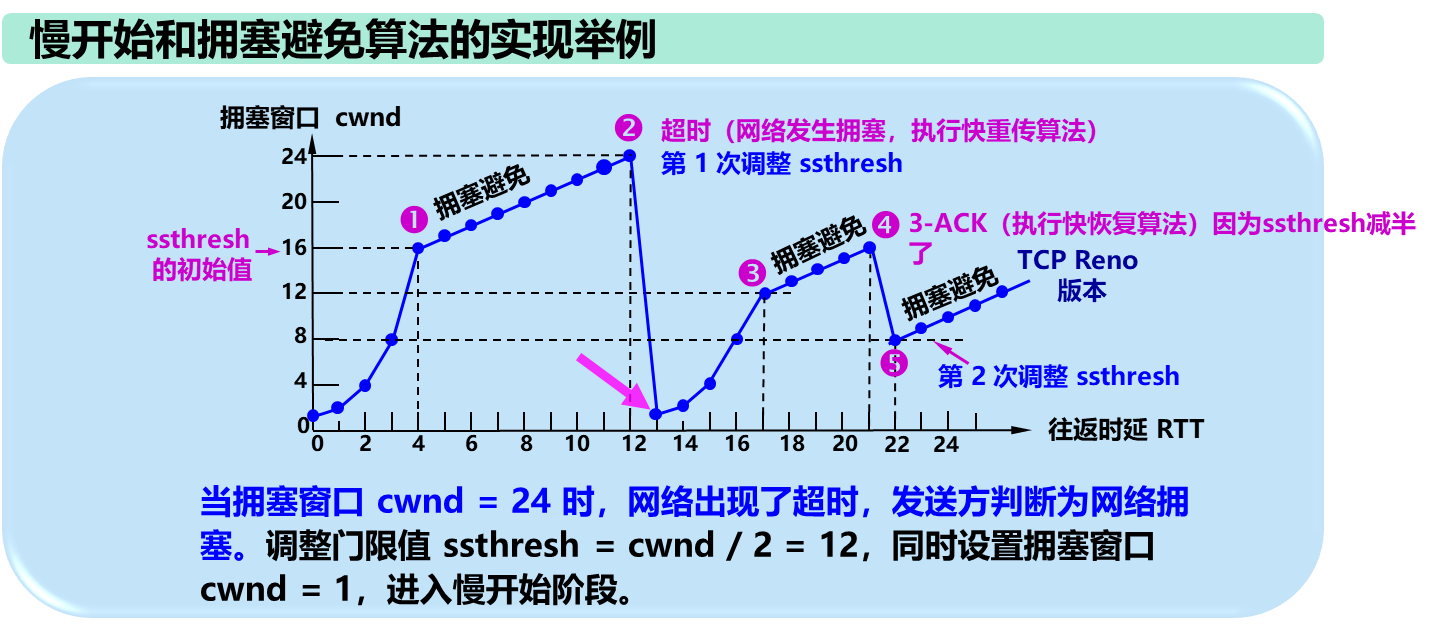 慢开始和拥塞避免算法的实现举例
拥塞窗口 cwnd
❷ 超时（网络发生拥塞，执行快重传算法）
第 1 次调整 ssthresh
24
20
16
12
8
4
0
ssthresh
的初始值
❶ 拥塞避免
❸ 拥塞避免
❹ 3-ACK（执行快恢复算法）因为ssthresh减半
了
TCP Reno
版本
拥塞避免
❺
第 2 次调整 ssthresh
0 2 4 6 8 10 12 14 16 18 20 22 24
往返时延 RTT
当拥塞窗口 cwnd = 24 时，网络出现了超时，发送方判断为网络拥
塞。调整门限值 ssthresh = cwnd / 2 = 12，同时设置拥塞窗口
cwnd = 1，进入慢开始阶段。